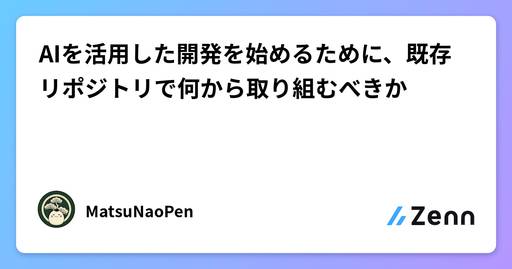 AIを活用した開発を始めるために、既存
リポジトリで何から取り組むべきか
MatsuNaoPen
Zenn